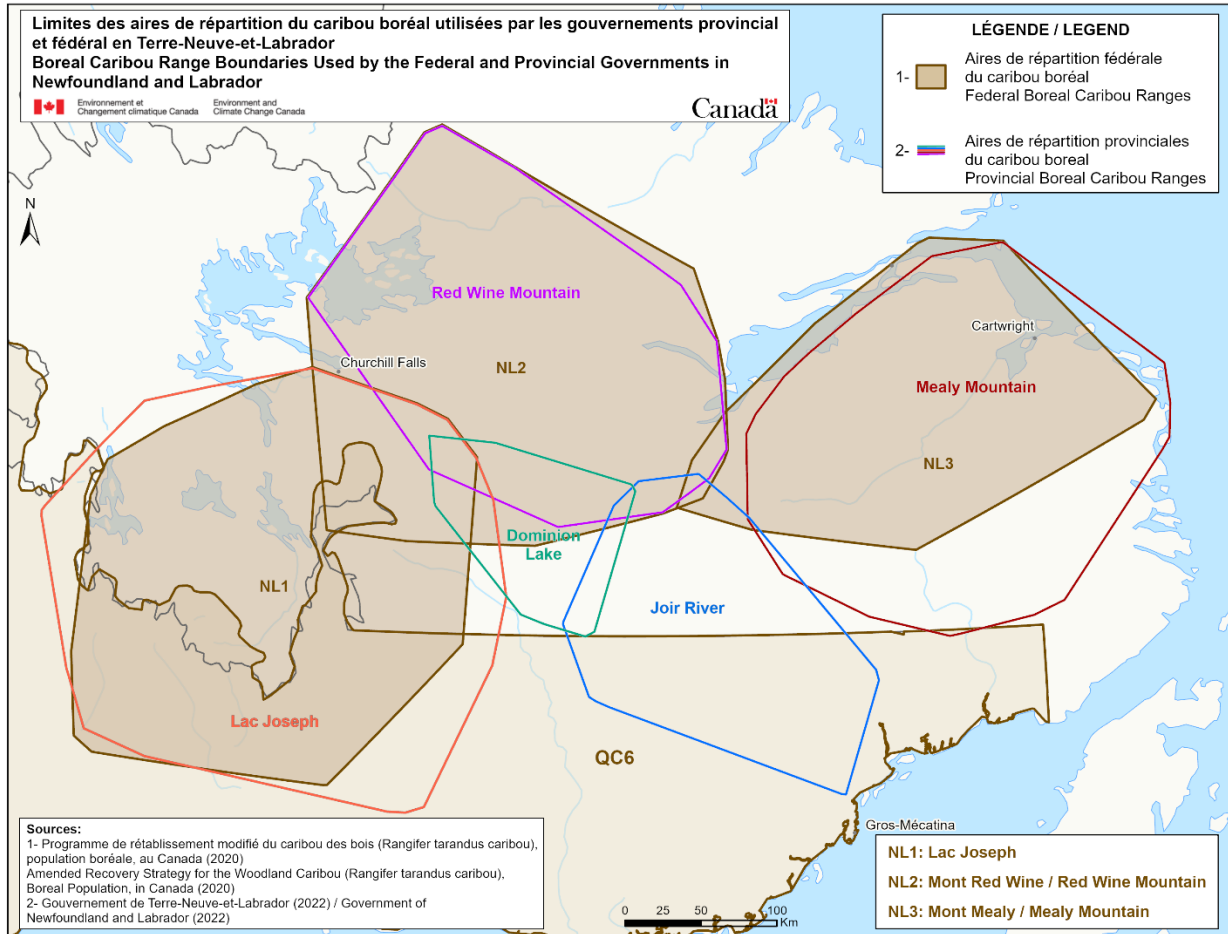 Limites des aires de répartition du caribou boréal utilisées par les gouvernements provincial
et fédéral en Terre-Neuve-et-Labrador
Boreal Caribou Range Boundaries Used by the Federal and Provincial Governments in
Newfoundland and Labrador
Environnement et
Changement climatique Canada
Environment and
Climate Change Canada
Canada
LÉGENDE / LEGEND
1-
Aires de répartition fédérale
du caribou boréal
Federal Boreal Caribou Ranges
2-
Aires de répartition provinciales
du caribou boreal
Provincial Boreal Caribou Ranges
N
Red Wine Mountain
Cartwright
Churchill Falls
NL2
Mealy Mountain
NL3
Dominion
Lake
NL1
Joir River
Lac Joseph
QC6
Gros-Mécatina
Sources:
1- Programme de rétablissement modifié du caribou des bois (Rangifer tarandus caribou),
population boréale, au Canada (2020)
Amended Recovery Strategy for the Woodland Caribou (Rangifer tarandus caribou),
Boreal Population, in Canada (2020)
2- Gouvernement de Terre-Neuve-et-Labrador (2022) / Government of
Newfoundland and Labrador (2022)
0 25 50 100
Km
NL1: Lac Joseph
NL2: Mont Red Wine / Red Wine Mountain
NL3: Mont Mealy / Mealy Mountain